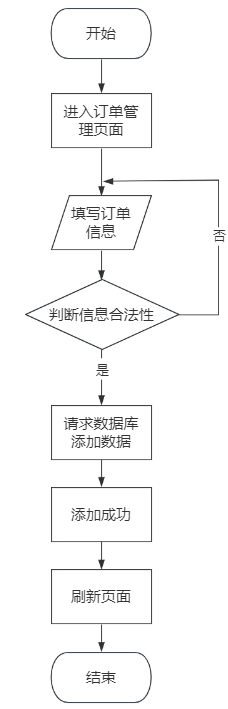 开始
进入订单管
理页面
填写订单
信息
否
判断信息合法性
是
请求数据库
添加数据
添加成功
刷新页面
结束